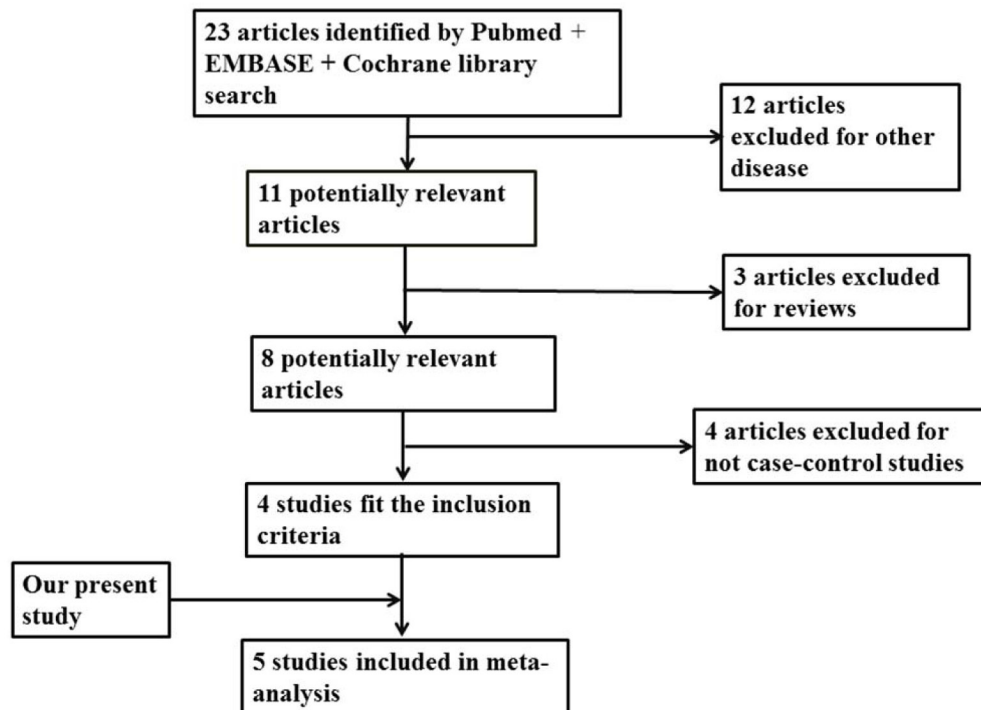 23 articles identified by Pubmed +
EMBASE + Cochrane library
search
12 articles
excluded for other
disease
11 potentially relevant
articles
3 articles excluded
for reviews
8 potentially relevant
articles
4 articles excluded for
not case-control studies
4 studies fit the inclusion
criteria
Our present
study
5 studies included in meta-
analysis